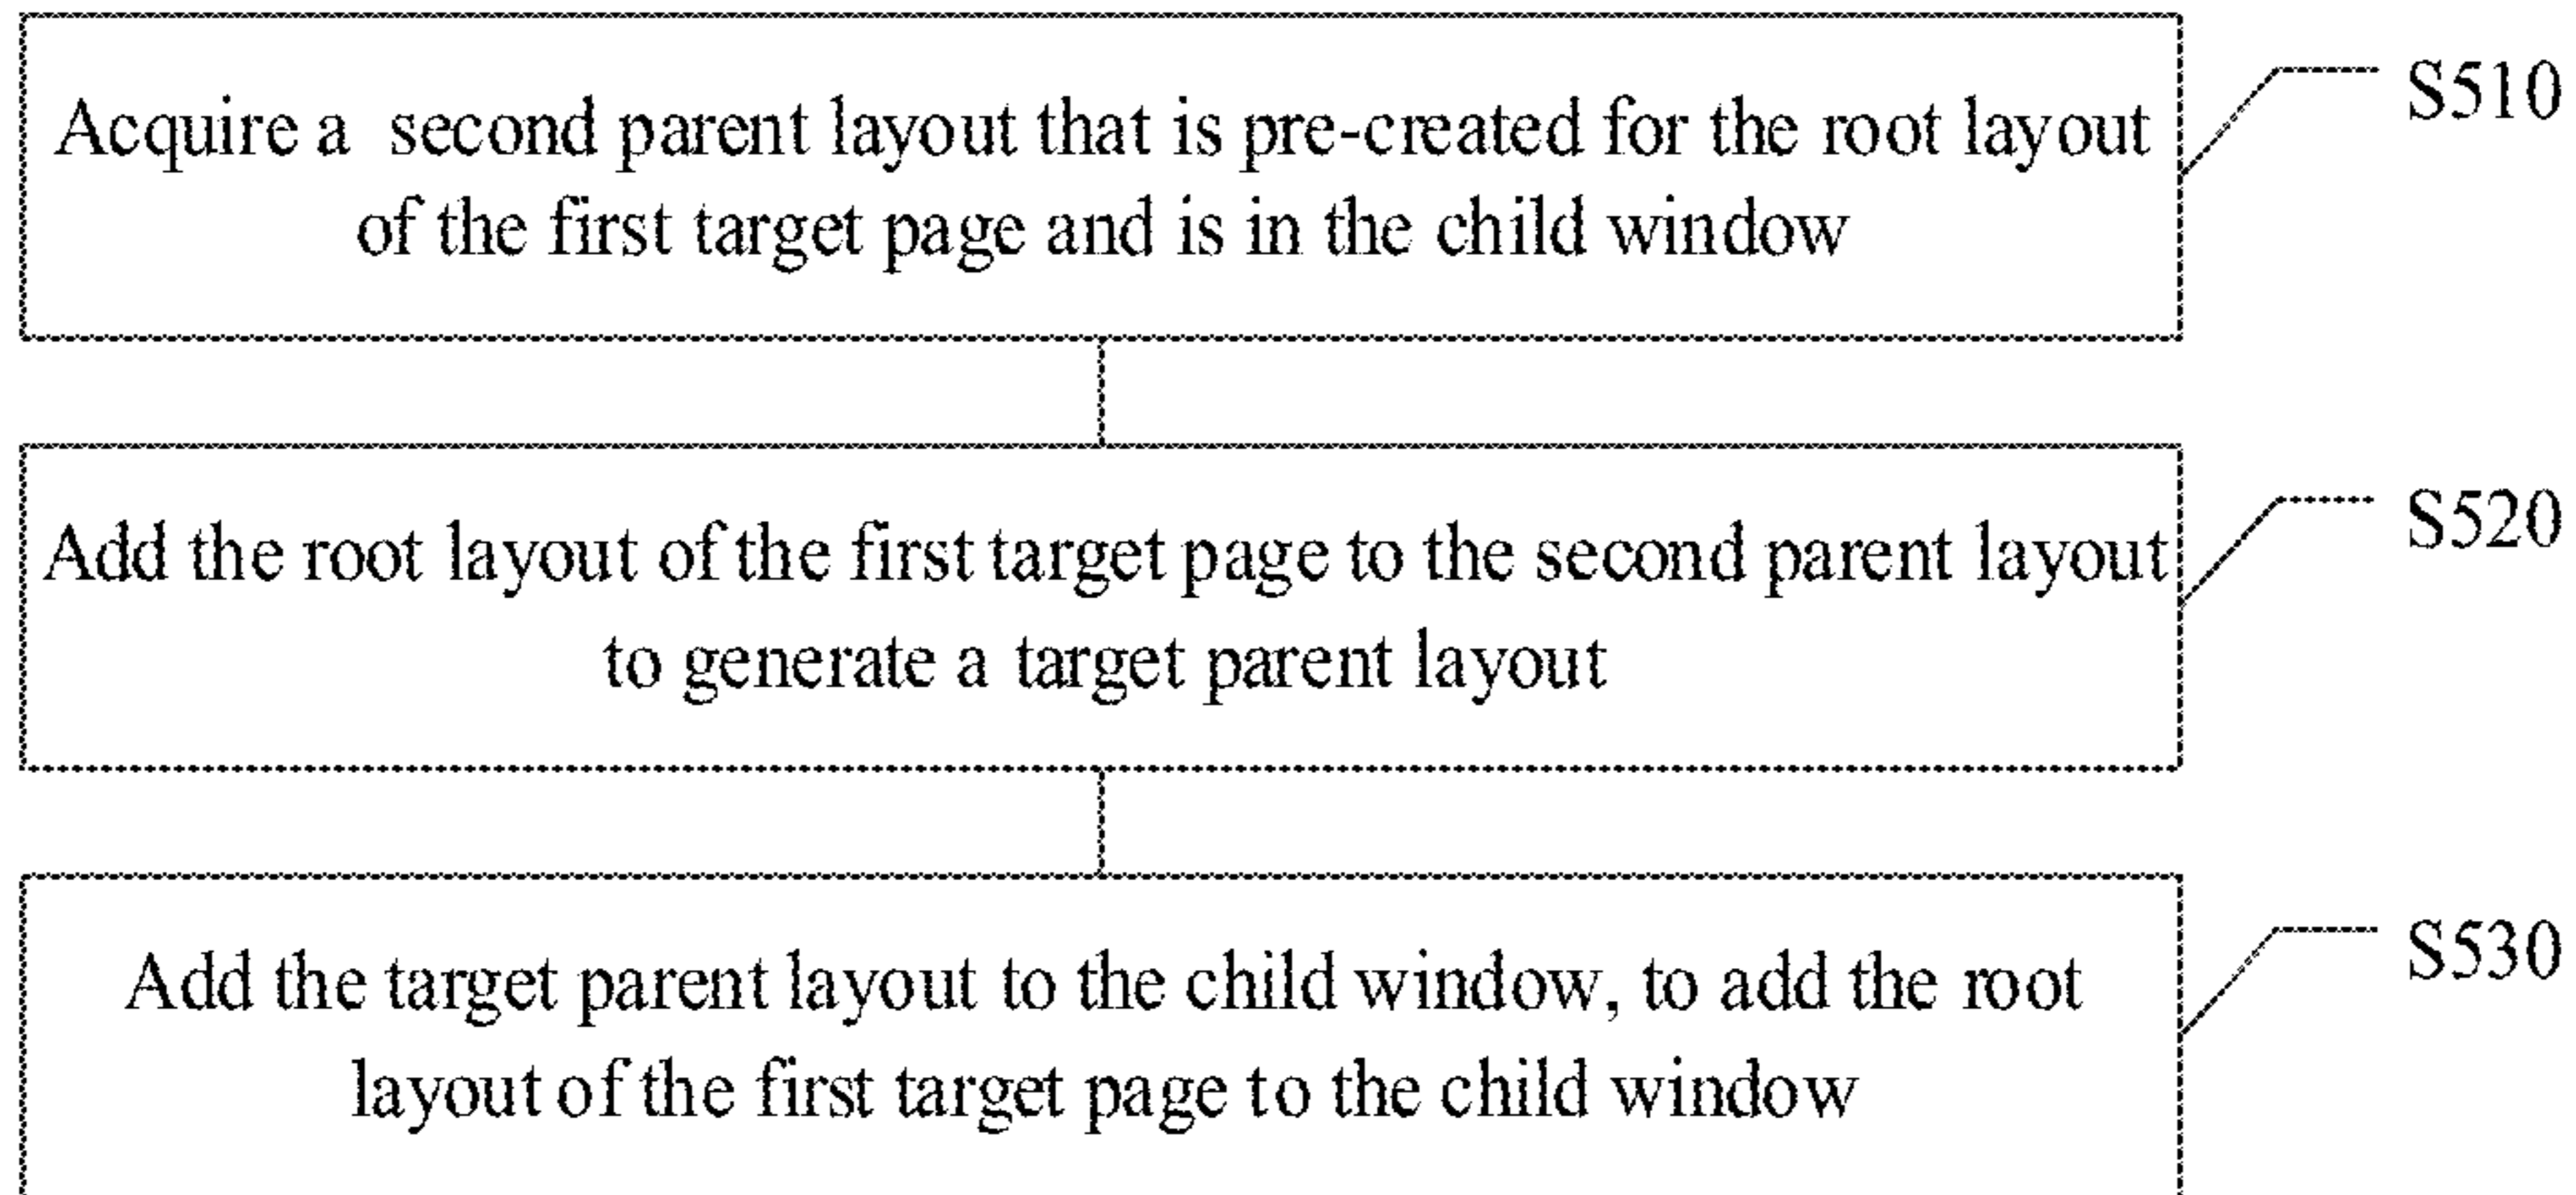 Acquire a second parent layout that is pre-created for the root layout
of the first target page and is in the child window
S510
Add the root layout of the first target page to the second parent layout
to generate a target parent layout
S520
Add the target parent layout to the child window, to add the root
layout of the first target page to the child window
S530